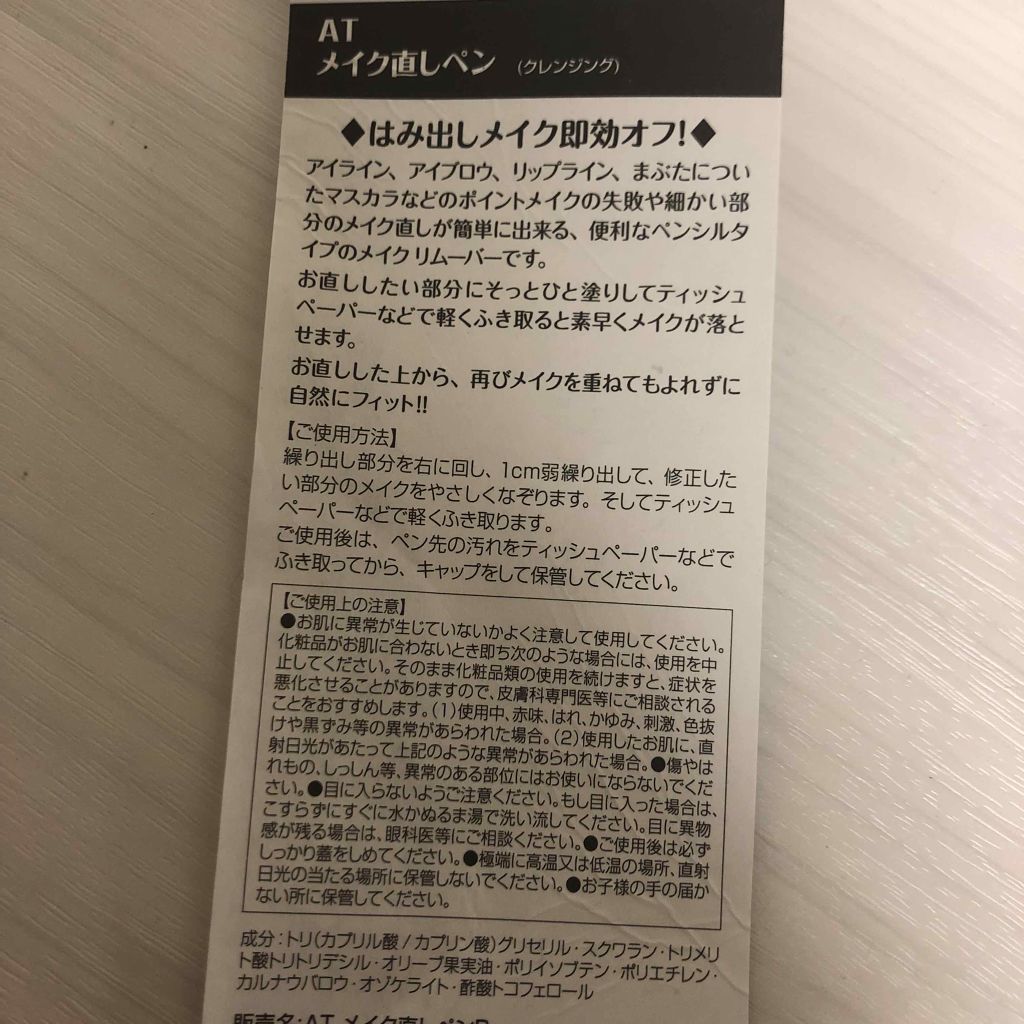 AT
メイク直しペン (クレンジング)
◆はみ出しメイク即効オフ!◆
アイライン、アイブロウ、リップライン、まぶたについ
たマスカラなどのポイントメイクの失敗や細かい部
分のメイク直しが簡単に出来る、便利なペンシルタ
イプのメイクリムーバーです。
お直ししたい部分にそっとひと塗りしてティッシュ
ペーパーなどで軽くふき取ると素早くメイクが落と
せます。
お直しした上から、再びメイクを重ねてもよれずに
自然にフィット!!
【ご使用方法】
繰り出し部分を右に回し、1cm弱繰り出して、修正した
い部分のメイクをやさしくなぞります。そしてティッシュ
ペーパーなどで軽くふき取ります。
ご使用後は、ペン先の汚れをティッシュペーパーなどで
ふき取ってから、キャップをして保管してください。
【ご使用上の注意】
●お肌に異常が生じていないかよく注意して使用してください。
化粧品がお肌に合わないとき即ち次のような場合には、使用を中
止してください。そのまま化粧品類の使用を続けますと、症状を
悪化させることがありますので、皮膚科専門医等にご相談される
ことをおすすめします。(1)使用中、赤味、はれ、かゆみ、刺激、色抜
けや黒ずみ等の異常があらわれた場合。(2)使用したお肌に、直
射日光があたって上記のような異常があらわれた場合。●傷やは
れもの、しっしん等、異常のある部位にはお使いにならないでくだ
さい。●目に入らないようご注意ください。もし目に入った場合は、
こすらずにすぐに水かぬるま湯で洗い流してください。目に異物
感が残る場合は、眼科医等にご相談ください。●ご使用後は必ず
しっかり蓋をしめてください。●極端に高温又は低温の場所、直射
日光の当たる場所に保管しないでください。●お子様の手の届か
ない所に保管してください。
成分:トリ(カプリル酸/カプリン酸)グリセリル・スクワラン・トリメリ
ト酸トリトリデシル・オリーブ果実油・ポリイソブテン・ポリエチレン・
カルナウバロウ・オゾケライト・酢酸トコフェロール
販売名:AT メイク直しペン